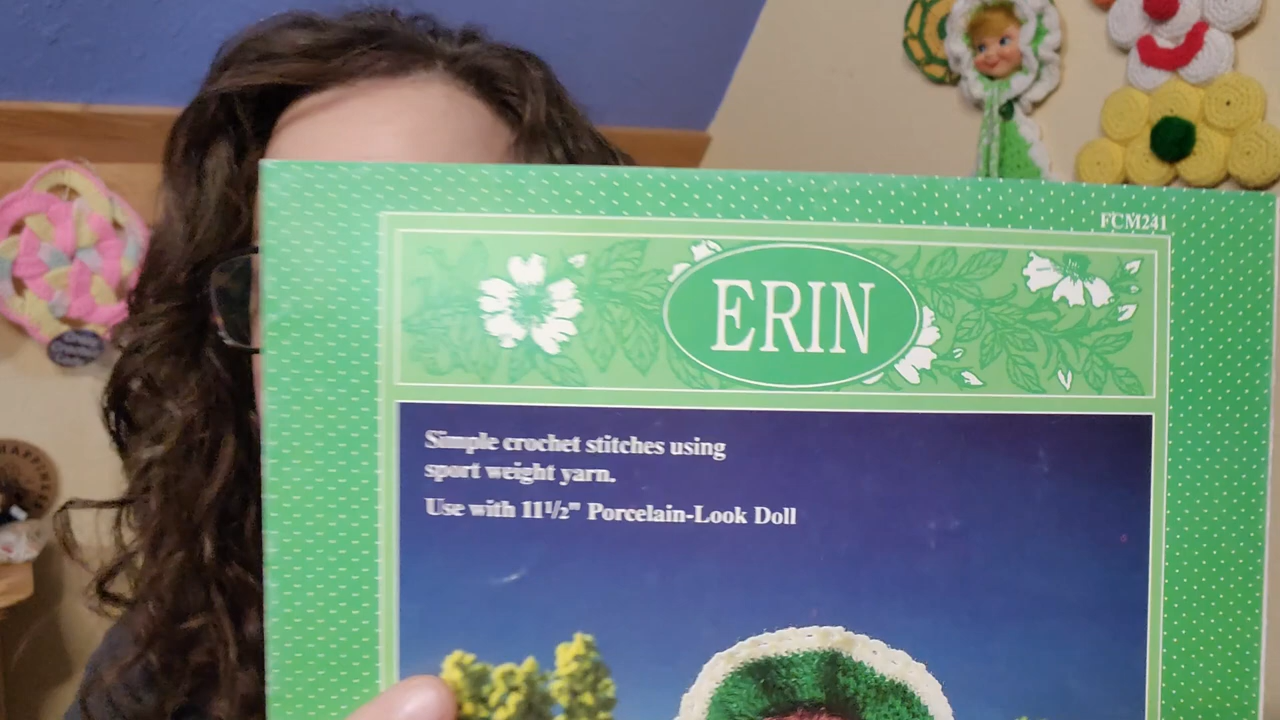 FCM241
ERIN
Simple crochet stitches using
sport weight yarn.
Use with 11½" Porcelain-Look Doll